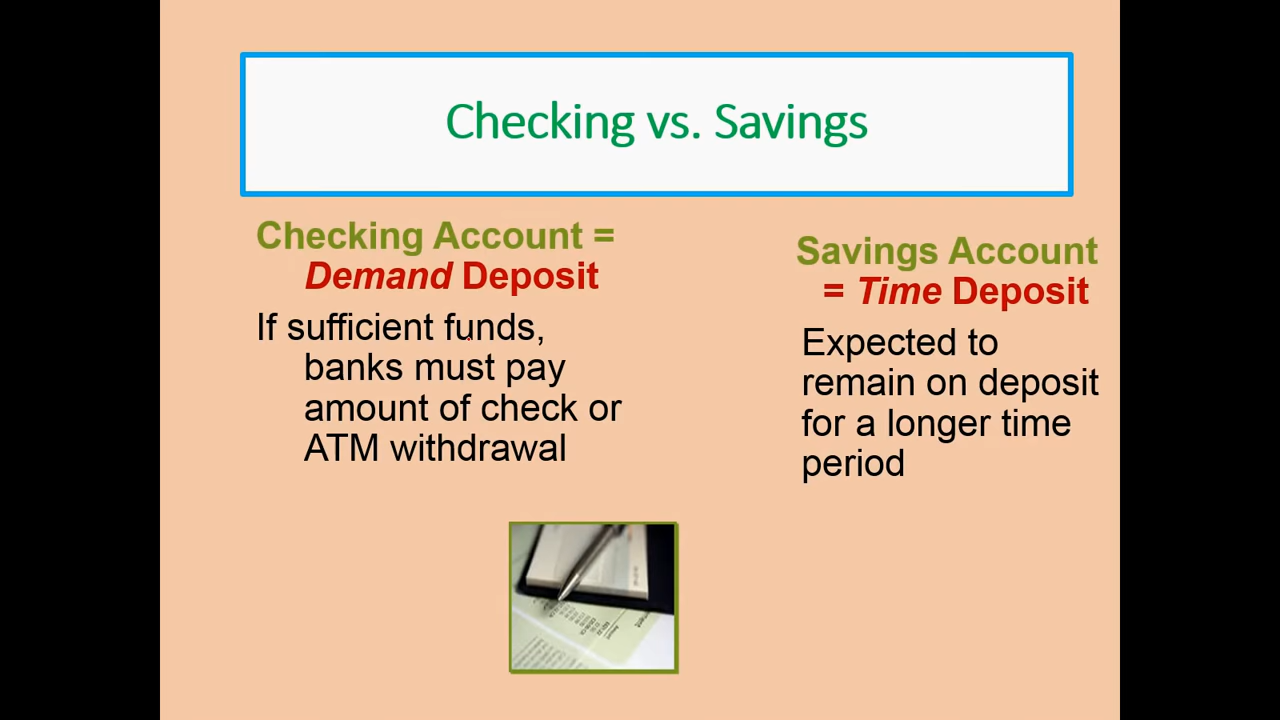 Checking vs. Savings
Checking Account =
Demand Deposit
If sufficient funds,
banks must pay
amount of check or
ATM withdrawal
Savings Account
= Time Deposit
Expected to
remain on deposit
for a longer time
period